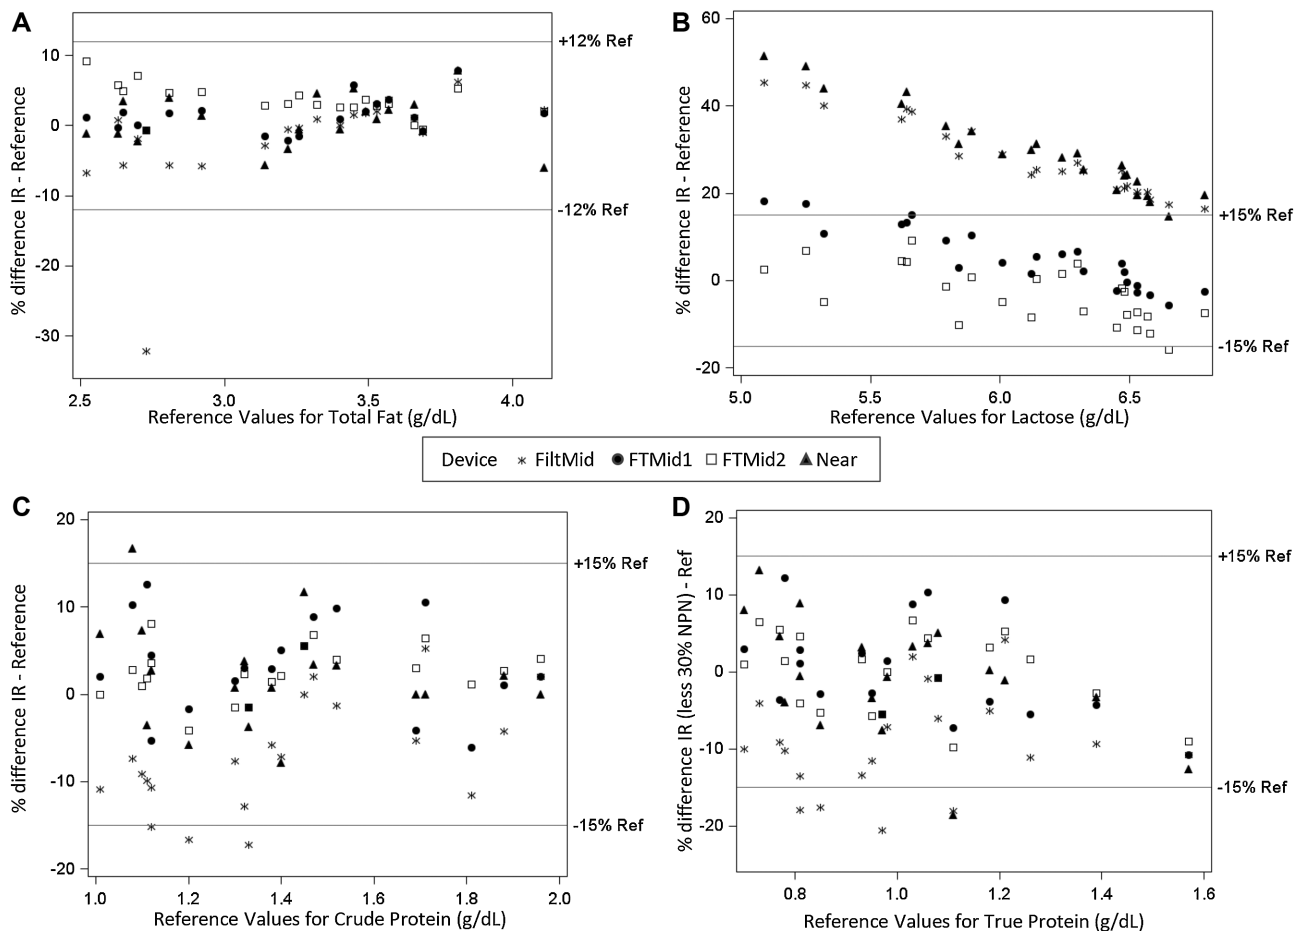 A
% difference IR - Reference
10
0
-10
-20
-30
+12% Ref
-12% Ref
2.5 3.0 3.5 4.0
Reference Values for Total Fat (g/dL)
B
% difference IR - Reference
60
40
20
0
-20
+15% Ref
-15% Ref
5.0 5.5 6.0 6.5
Reference Values for Lactose (g/dL)
Device FiltMid FTMid1 FTMid2 Near
C
% difference IR - Reference
20
10
0
-10
-20
+15% Ref
-15% Ref
1.0 1.2 1.4 1.6 1.8 2.0
Reference Values for Crude Protein (g/dL)
D
% difference IR (less 30% NPN) - Ref
20
10
0
-10
-20
+15% Ref
-15% Ref
0.8 1.0 1.2 1.4 1.6
Reference Values for True Protein (g/dL)